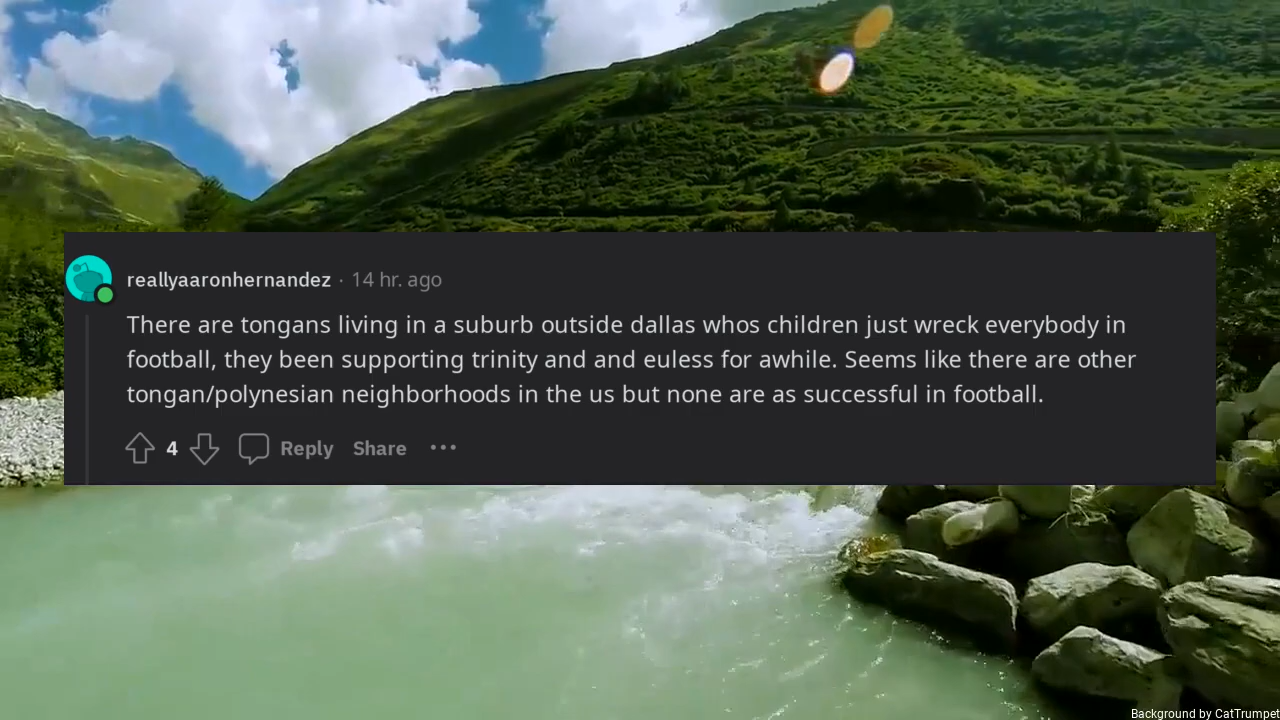 reallyaaronhernandez · 14 hr. ago
There are tongans living in a suburb outside dallas whos children just wreck everybody in
football, they been supporting trinity and and euless for awhile. Seems like there are other
tongan/polynesian neighborhoods in the us but none are as successful in football.
4 Reply Share ···
Background by CatTrumpet